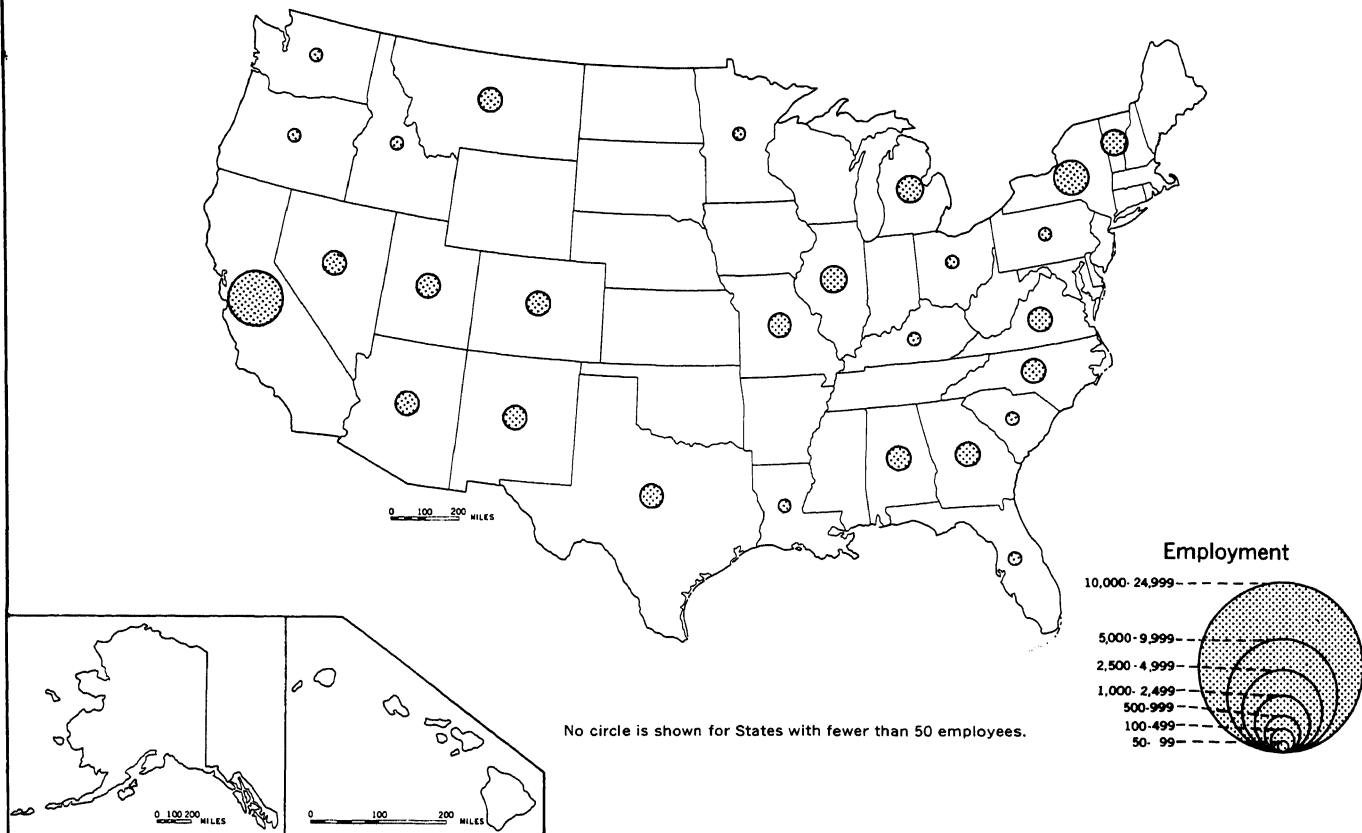 0 100 200 MILES
Employment
10,000- 24,999
5,000-9,999
2,500-4,999
1,000- 2,499
500-999
100-499
50- 99
No circle is shown for States with fewer than 50 employees.
0 100 200 MILES
0 100 200 MILES